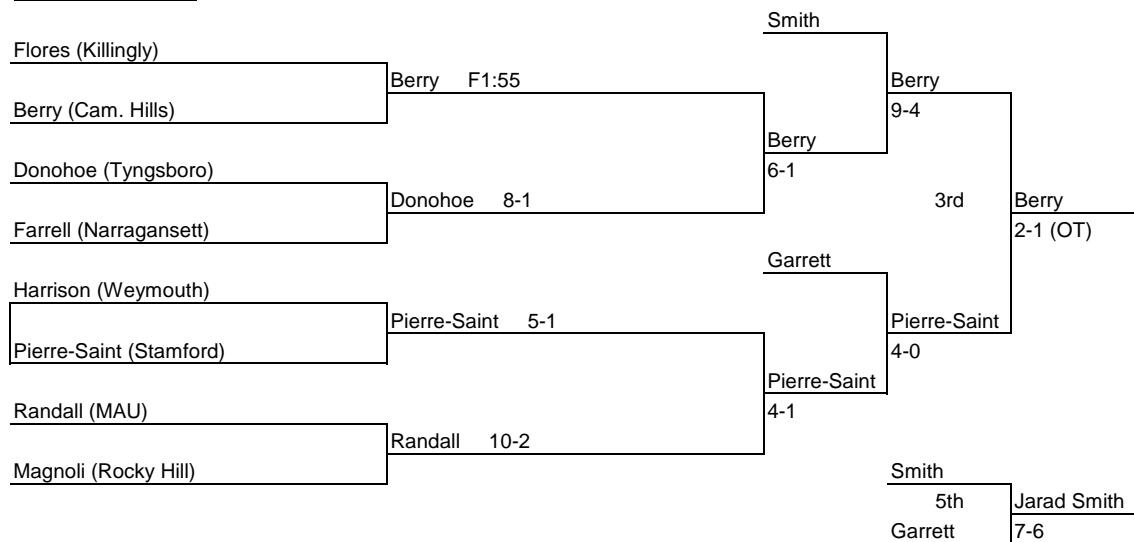 Smith
Flores (Killingly)
Berry F1:55
Berry
Berry (Cam. Hills)
9-4
Berry
Donohoe (Tyngsboro)
6-1
Donohoe 8-1
3rd
Berry
Farrell (Narragansett)
2-1 (OT)
Garrett
Harrison (Weymouth)
Pierre-Saint 5-1
Pierre-Saint
Pierre-Saint (Stamford)
4-0
Pierre-Saint
Randall (MAU)
4-1
Randall 10-2
Magnoli (Rocky Hill)
Smith
5th
Jarad Smith
Garrett
7-6